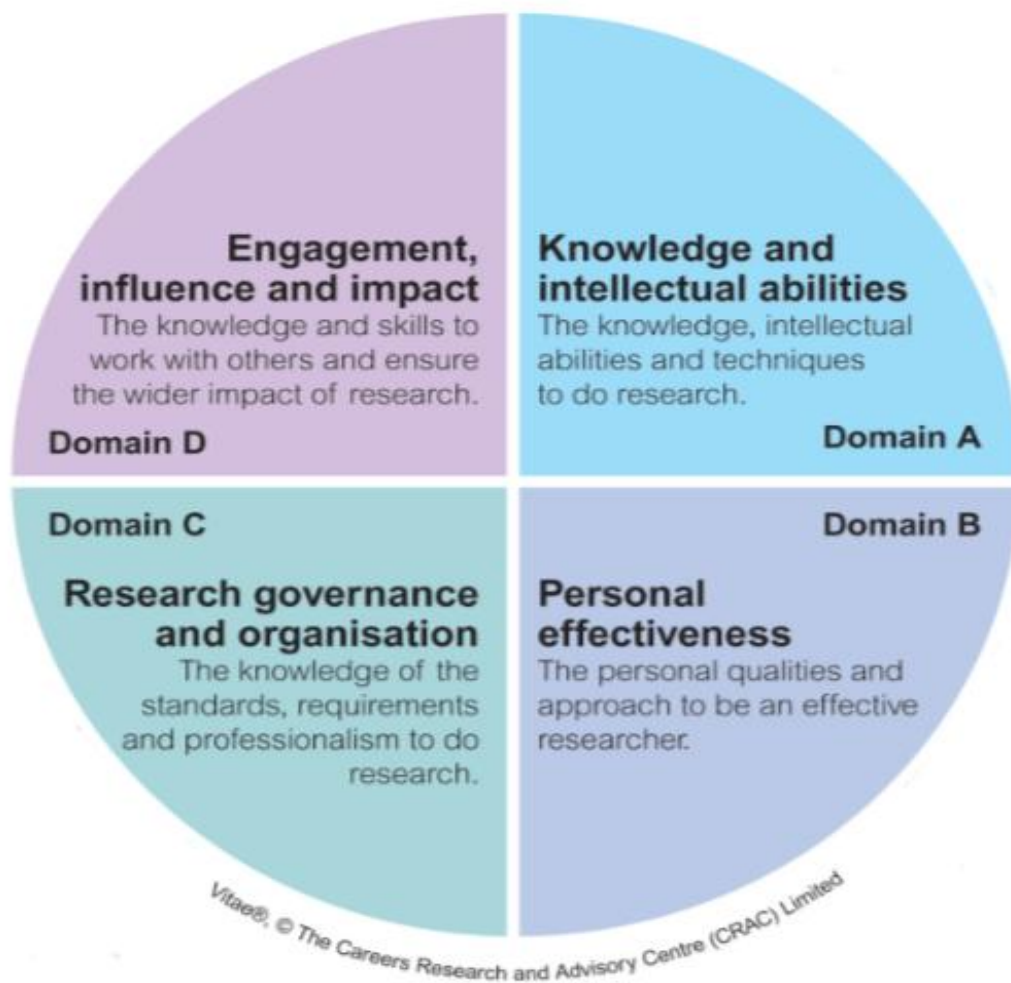 Engagement,
influence and impact
The knowledge and skills to
work with others and ensure
the wider impact of research.
Domain D
Knowledge and
intellectual abilities
The knowledge, intellectual
abilities and techniques
to do research.
Domain A
Domain C
Research governance
and organisation
The knowledge of the
standards, requirements
and professionalism to do
research.
Domain B
Personal
effectiveness
The personal qualities and
approach to be an effective
researcher.
Vitae®, © The Careers Research and Advisory Centre (CRAC) Limited